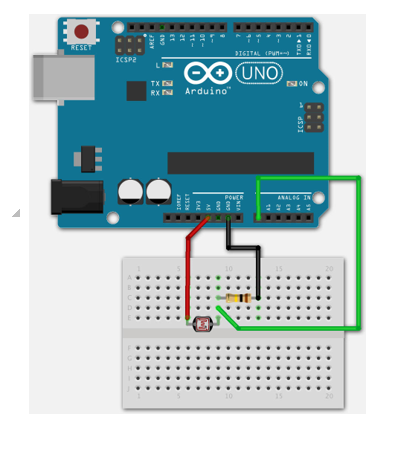 RESET
ICSP2
AREF
GND
13
12
~11
~10
~9
8
7
~6
~5
4
~3
2
TX▸1
RX◂0
DIGITAL (PWM=~)
L
TX
RX
Arduino™
UNO
ON
ICSP
1
POWER
ANALOG IN
IOREF
RESET
3V3
5V
GND
GND
VIN
A1
A2
A3
A4
A5
1 5 10 15 20
A
B
C
D
E
F
G
H
I
J
1 5 10 15 20